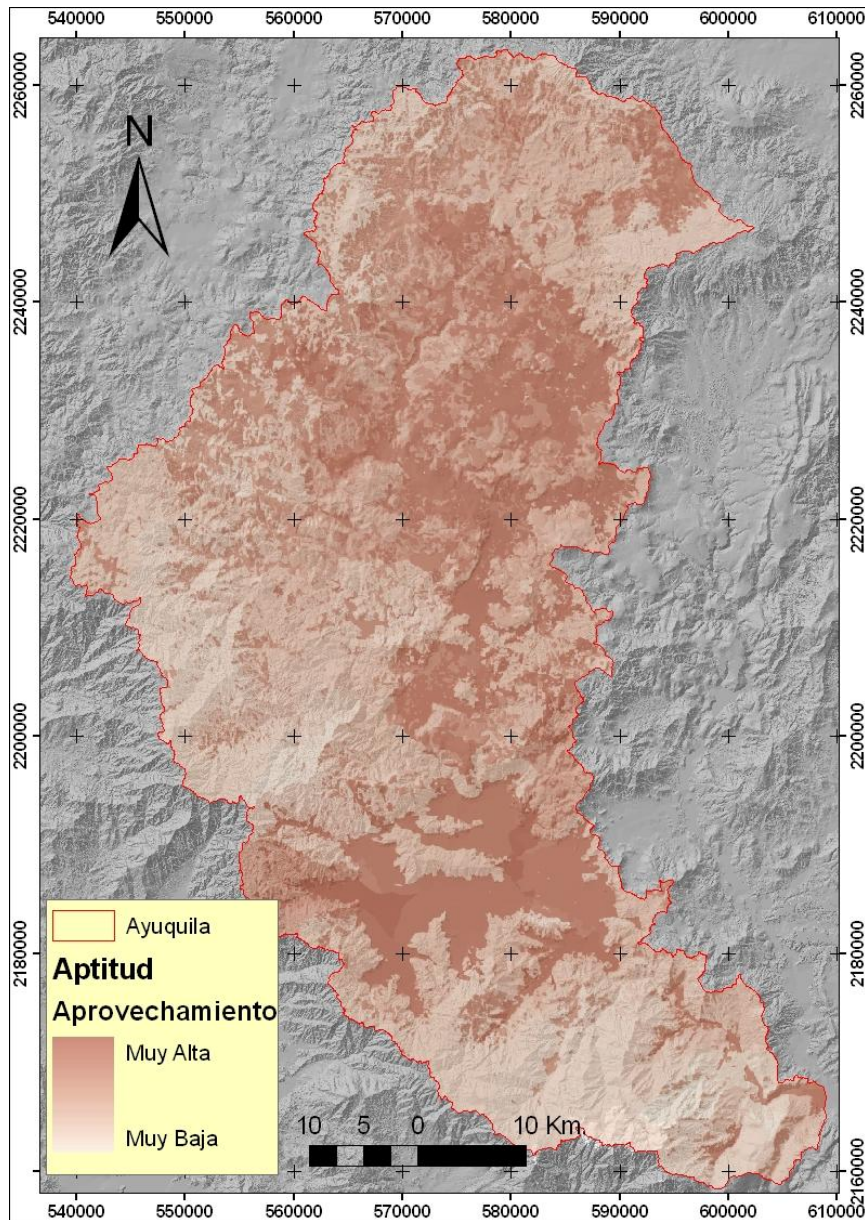 540000 550000 560000 570000 580000 590000 600000 610000
2260000 2260000
N
2240000 2240000
2220000 2220000
2200000 2200000
2180000 2180000
2160000
Ayuquila
Aptitud
Aprovechamiento
Muy Alta
Muy Baja
10 5 0 10 Km
540000 550000 560000 570000 580000 590000 600000 610000